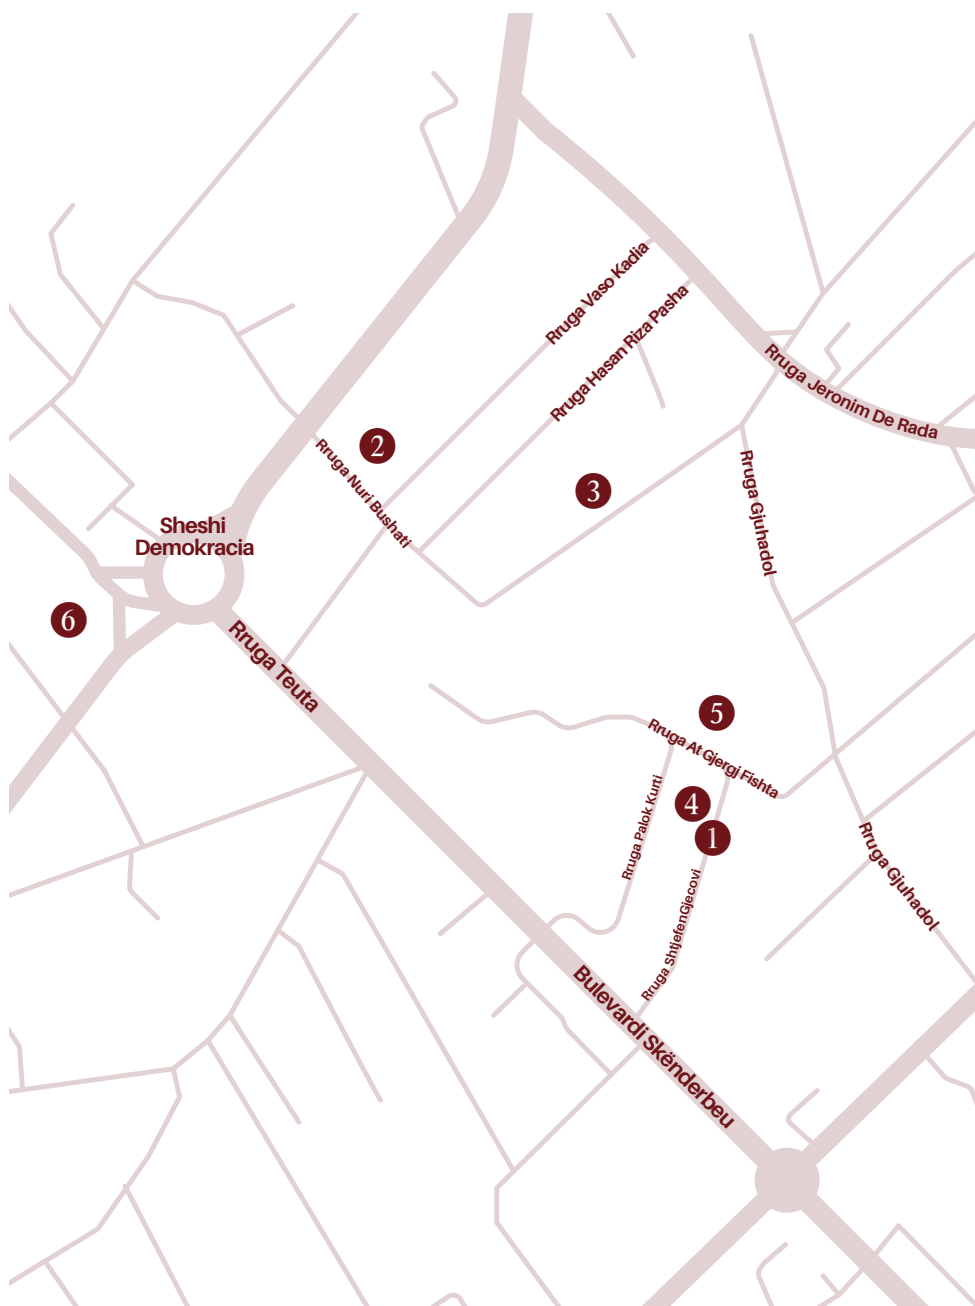 Rruga Vaso Kadia
Rruga Hasan Riza Pasha
Rruga Jeronim De Rada
2
Rruga Nuri Bushati
3
Rruga Gjuhadol
Sheshi
Demokracia
6
Rruga Teuta
5
Rruga At Gjergj Fishta
4
Rruga Palok Kurti
1
Rruga Gjuhadol
Rruga ShtjefenGjecovi
Bulevardi Skënderbeu